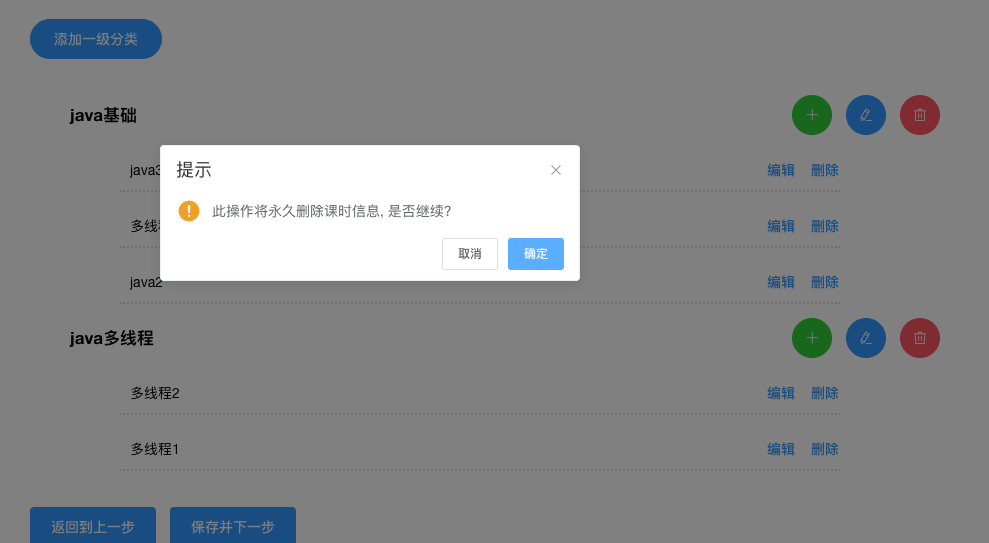 添加一级分类
java基础
提示
java3
编辑 删除
此操作将永久删除课时信息, 是否继续?
多线
编辑 删除
取消 确定
java2
编辑 删除
java多线程
多线程2
编辑 删除
多线程1
编辑 删除
返回到上一步 保存并下一步